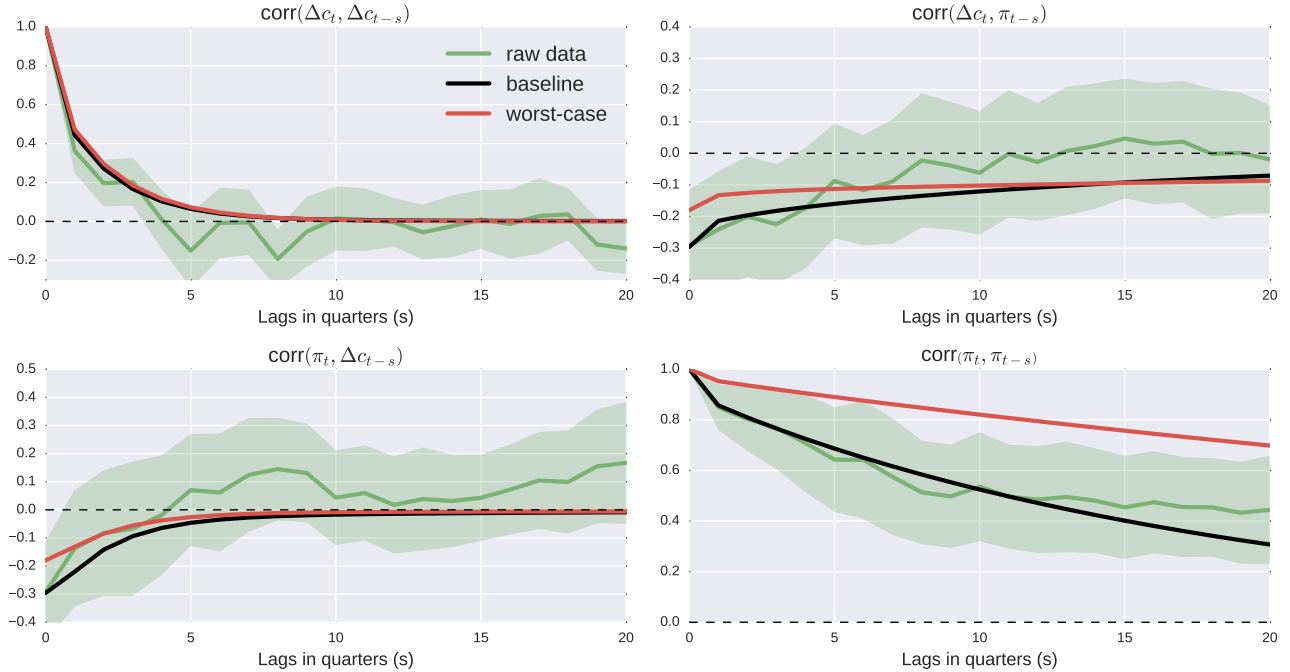 corr(Δc_t, Δc_{t−s})
1.0
0.8
0.6
0.4
0.2
0.0
−0.2
raw data
baseline
worst-case
0 5 10 15 20
Lags in quarters (s)
corr(Δc_t, π_{t−s})
0.4
0.3
0.2
0.1
0.0
−0.1
−0.2
−0.3
−0.4
0 5 10 15 20
Lags in quarters (s)
corr(π_t, Δc_{t−s})
0.5
0.4
0.3
0.2
0.1
0.0
−0.1
−0.2
−0.3
−0.4
0 5 10 15 20
Lags in quarters (s)
corr(π_t, π_{t−s})
1.0
0.8
0.6
0.4
0.2
0.0
0 5 10 15 20
Lags in quarters (s)